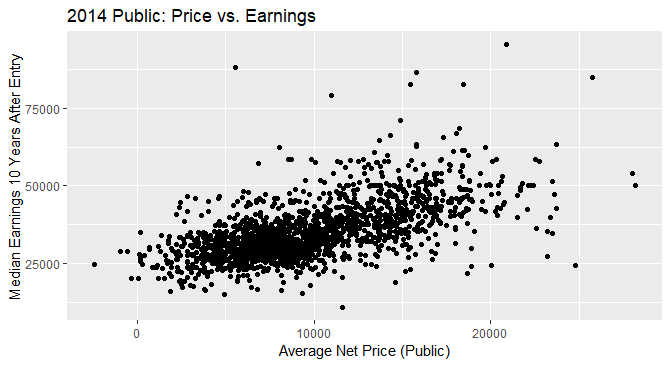 2014 Public: Price vs. Earnings
Median Earnings 10 Years After Entry
75000
50000
25000
0
10000
20000
Average Net Price (Public)